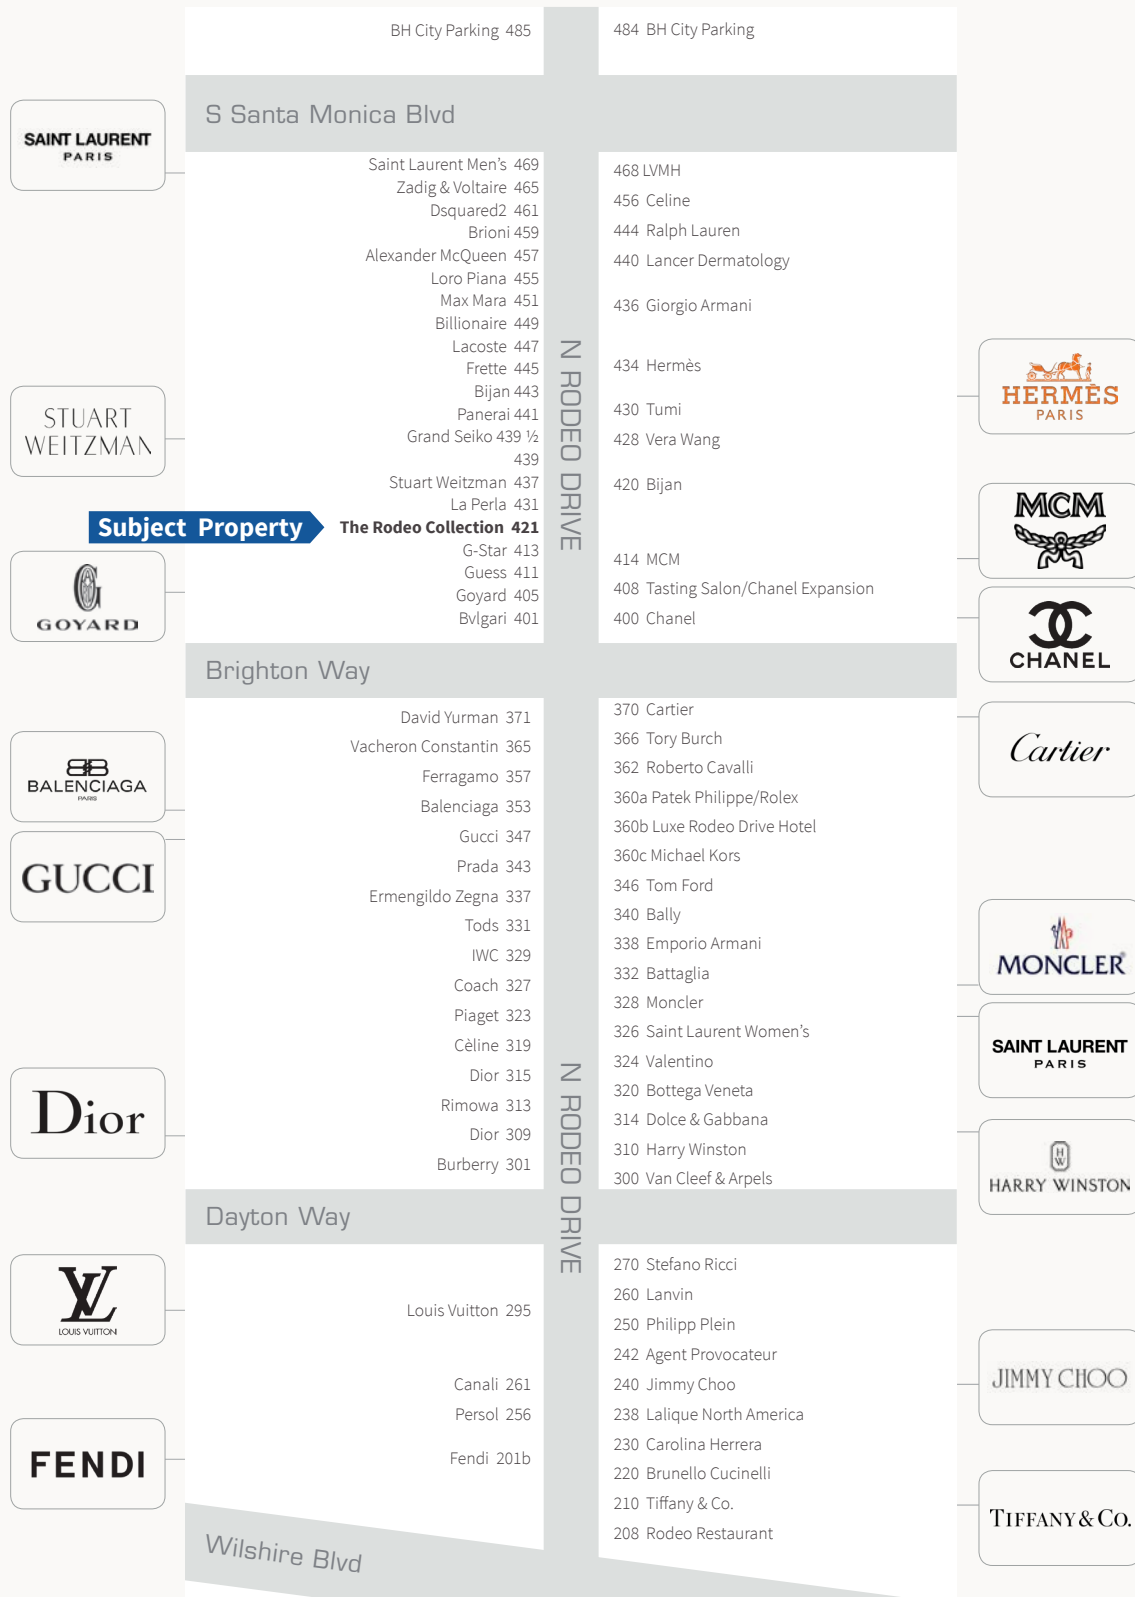 BH City Parking 485
484 BH City Parking
S Santa Monica Blvd
SAINT LAURENT
PARIS
Saint Laurent Men's 469
Zadig & Voltaire 465
Dsquared2 461
Brioni 459
Alexander McQueen 457
Loro Piana 455
Max Mara 451
Billionaire 449
Lacoste 447
Frette 445
Bijan 443
Panerai 441
Grand Seiko 439 ½
439
Stuart Weitzman 437
La Perla 431
The Rodeo Collection 421
G-Star 413
Guess 411
Goyard 405
Bvlgari 401
STUART
WEITZMAN
Subject Property
GOYARD
N RODEO DRIVE
468 LVMH
456 Celine
444 Ralph Lauren
440 Lancer Dermatology
436 Giorgio Armani
434 Hermès
430 Tumi
428 Vera Wang
420 Bijan
414 MCM
408 Tasting Salon/Chanel Expansion
400 Chanel
HERMÈS
PARIS
MCM
CHANEL
Brighton Way
David Yurman 371
Vacheron Constantin 365
Ferragamo 357
Balenciaga 353
Gucci 347
Prada 343
Ermengildo Zegna 337
Tods 331
IWC 329
Coach 327
Piaget 323
Cèline 319
Dior 315
Rimowa 313
Dior 309
Burberry 301
BALENCIAGA
PARIS
GUCCI
Dior
N RODEO DRIVE
370 Cartier
366 Tory Burch
362 Roberto Cavalli
360a Patek Philippe/Rolex
360b Luxe Rodeo Drive Hotel
360c Michael Kors
346 Tom Ford
340 Bally
338 Emporio Armani
332 Battaglia
328 Moncler
326 Saint Laurent Women's
324 Valentino
320 Bottega Veneta
314 Dolce & Gabbana
310 Harry Winston
300 Van Cleef & Arpels
Cartier
MONCLER
SAINT LAURENT
PARIS
HW
HARRY WINSTON
Dayton Way
LV
LOUIS VUITTON
Louis Vuitton 295
Canali 261
Persol 256
Fendi 201b
FENDI
270 Stefano Ricci
260 Lanvin
250 Philipp Plein
242 Agent Provocateur
240 Jimmy Choo
238 Lalique North America
230 Carolina Herrera
220 Brunello Cucinelli
210 Tiffany & Co.
208 Rodeo Restaurant
JIMMY CHOO
TIFFANY & CO.
Wilshire Blvd